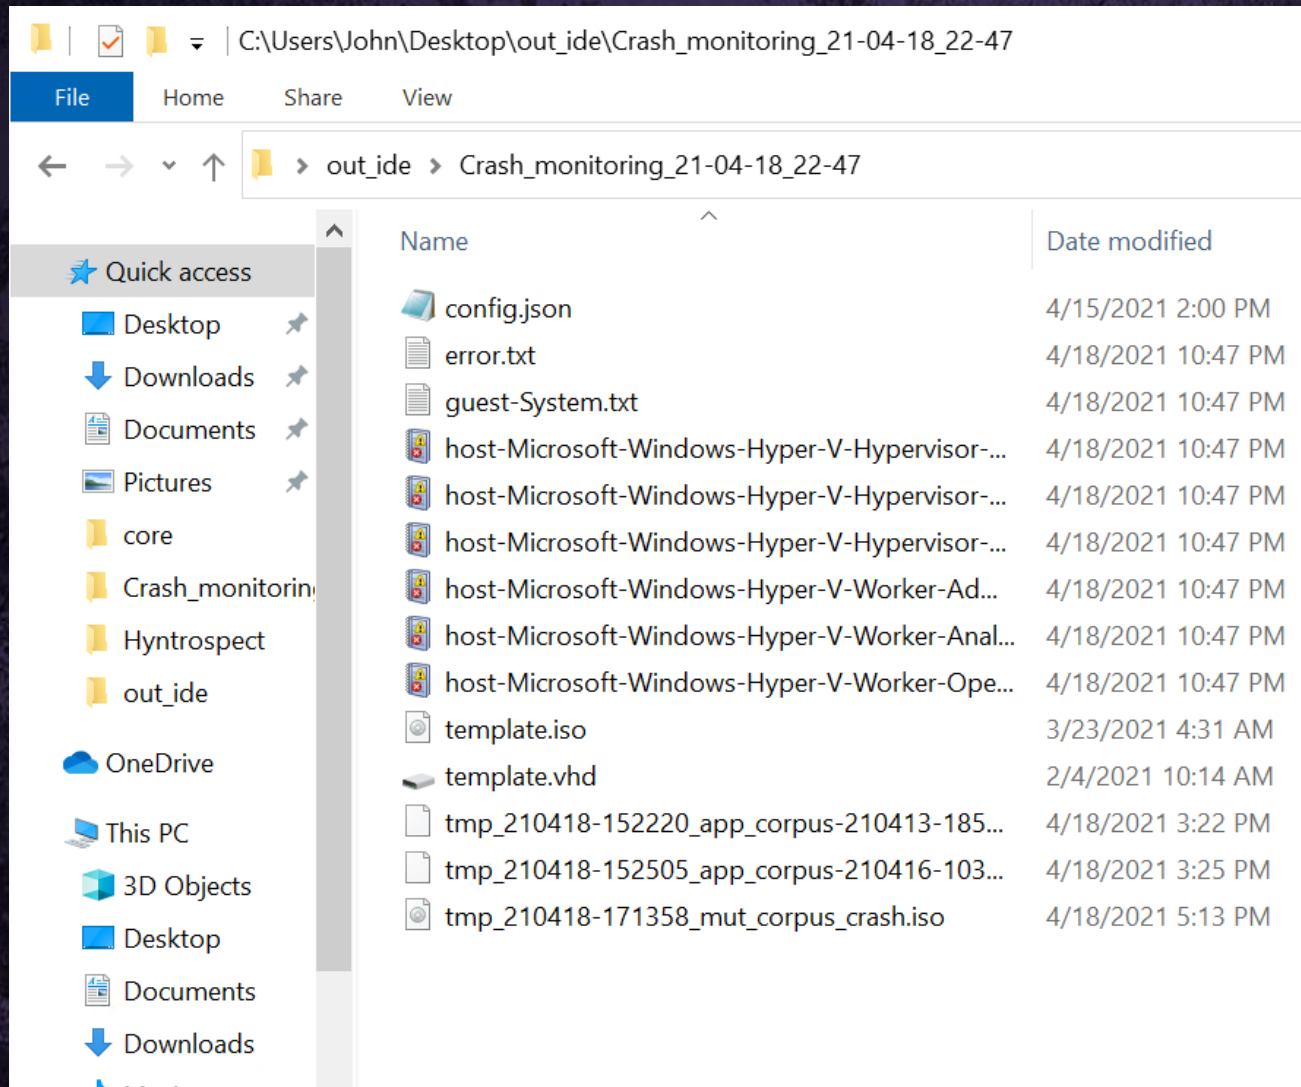 C:\Users\John\Desktop\out_ide\Crash_monitoring_21-04-18_22-47
File Home Share View
out_ide Crash_monitoring_21-04-18_22-47
Name Date modified
Quick access
Desktop
Downloads
Documents
Pictures
core
Crash_monitoring
Hyntrospect
out_ide
OneDrive
This PC
3D Objects
Desktop
Documents
Downloads
config.json 4/15/2021 2:00 PM
error.txt 4/18/2021 10:47 PM
guest-System.txt 4/18/2021 10:47 PM
host-Microsoft-Windows-Hyper-V-Hypervisor-... 4/18/2021 10:47 PM
host-Microsoft-Windows-Hyper-V-Hypervisor-... 4/18/2021 10:47 PM
host-Microsoft-Windows-Hyper-V-Hypervisor-... 4/18/2021 10:47 PM
host-Microsoft-Windows-Hyper-V-Worker-Ad... 4/18/2021 10:47 PM
host-Microsoft-Windows-Hyper-V-Worker-Anal... 4/18/2021 10:47 PM
host-Microsoft-Windows-Hyper-V-Worker-Ope... 4/18/2021 10:47 PM
template.iso 3/23/2021 4:31 AM
template.vhd 2/4/2021 10:14 AM
tmp_210418-152220_app_corpus-210413-185... 4/18/2021 3:22 PM
tmp_210418-152505_app_corpus-210416-103... 4/18/2021 3:25 PM
tmp_210418-171358_mut_corpus_crash.iso 4/18/2021 5:13 PM